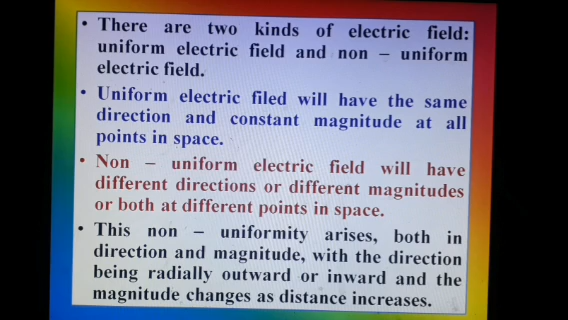 • There are two kinds of electric field:
uniform electric field and non – uniform
electric field.
• Uniform electric filed will have the same
direction and constant magnitude at all
points in space.
• Non – uniform electric field will have
different directions or different magnitudes
or both at different points in space.
• This non – uniformity arises, both in
direction and magnitude, with the direction
being radially outward or inward and the
magnitude changes as distance increases.